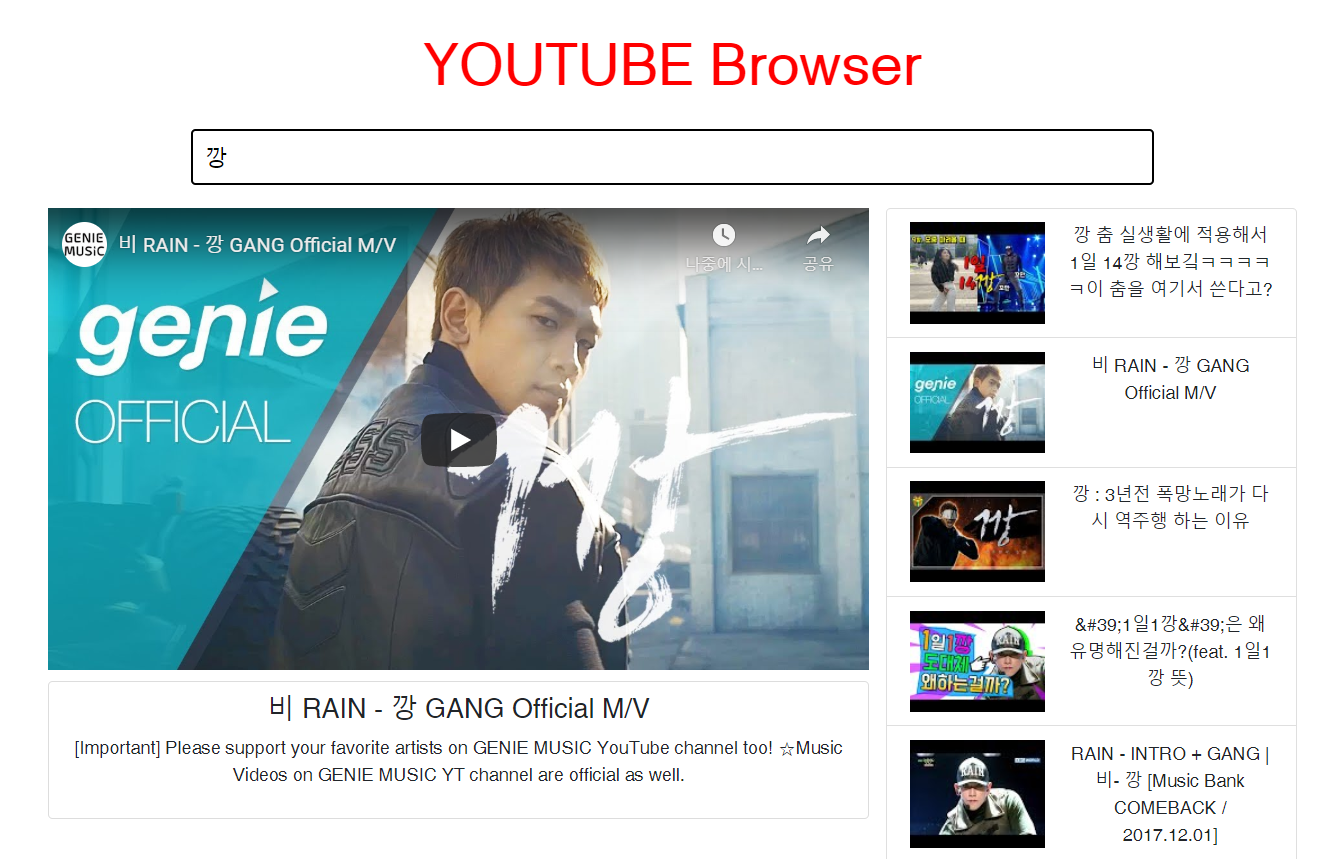 YOUTUBE Browser
깡
GENIE
MUSIC
비 RAIN - 깡 GANG Official M/V
나중에 시...
공유
genie
OFFICIAL
ESS
깡
비 RAIN - 깡 GANG Official M/V
[Important] Please support your favorite artists on GENIE MUSIC YouTube channel too! ☆Music
Videos on GENIE MUSIC YT channel are official as well.
1일
14깡
깡 춤 실생활에 적용해서
1일 14깡 해보긬ㅋㅋㅋㅋ
ㅋ이 춤을 여기서 쓴다고?
genie
OFFICIAL
깡
비 RAIN - 깡 GANG
Official M/V
깡
깡 : 3년전 폭망노래가 다
시 역주행 하는 이유
1일1깡
도대체
왜하는걸까?
RAIN
&#39;1일1깡&#39;은 왜
유명해진걸까?(feat. 1일1
깡 뜻)
RAIN
RAIN - INTRO + GANG |
비- 깡 [Music Bank
COMEBACK /
2017.12.01]